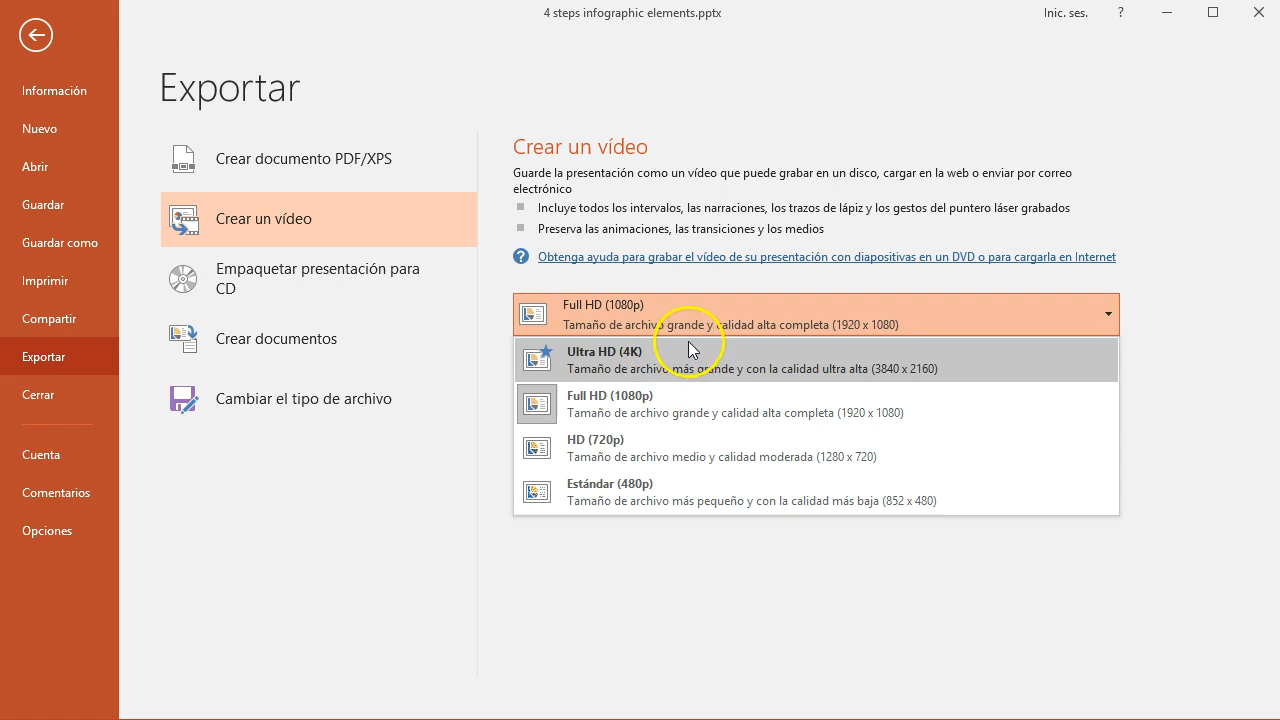 4 steps infographic elements.pptx
Inic. ses.
?
Información
Nuevo
Abrir
Guardar
Guardar como
Imprimir
Compartir
Exportar
Cerrar
Cuenta
Comentarios
Opciones
Exportar
Crear documento PDF/XPS
Crear un vídeo
Empaquetar presentación para
CD
Crear documentos
Cambiar el tipo de archivo
Crear un vídeo
Guarde la presentación como un vídeo que puede grabar en un disco, cargar en la web o enviar por correo
electrónico
Incluye todos los intervalos, las narraciones, los trazos de lápiz y los gestos del puntero láser grabados
Preserva las animaciones, las transiciones y los medios
? Obtenga ayuda para grabar el vídeo de su presentación con diapositivas en un DVD o para cargarla en Internet
Full HD (1080p)
Tamaño de archivo grande y calidad alta completa (1920 x 1080)
Ultra HD (4K)
Tamaño de archivo más grande y con la calidad ultra alta (3840 x 2160)
Full HD (1080p)
Tamaño de archivo grande y calidad alta completa (1920 x 1080)
HD (720p)
Tamaño de archivo medio y calidad moderada (1280 x 720)
Estándar (480p)
Tamaño de archivo más pequeño y con la calidad más baja (852 x 480)